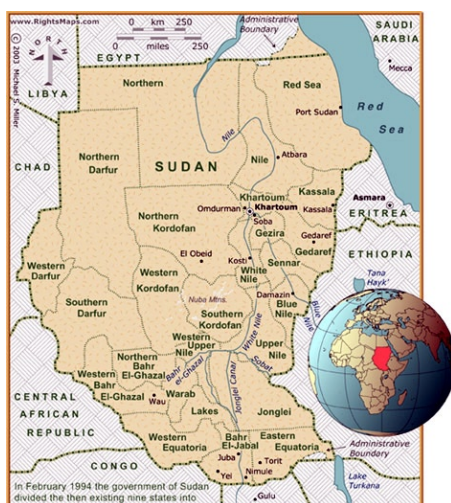 www.RightsMaps.com
© 2003 Michael S. Miller
NORTH
0 km 250
0 miles 250
Administrative
Boundary
SAUDI
ARABIA
EGYPT
LIBYA
Mecca
Northern
Red Sea
Port Sudan
Red
Sea
Nile
CHAD
Northern
Darfur
SUDAN
Nile
Atbara
Khartoum
Kassala
Omdurman
Khartoum
Asmara
Northern
Kordofan
Soba
Kassala
ERITREA
Gezira
Gedaref
El Obeid
Kosti
Gedaref
ETHIOPIA
Western
Darfur
Western
Kordofan
White
Nile
Sennar
Tana
Hayk'
Southern
Darfur
Nuba Mtns.
Damazin
Blue
Nile
Blue
Nile
Southern
Kordofan
White Nile
Western
Upper
Nile
Upper
Nile
Northern
Bahr
El-Ghazal
Bahr
el-Ghazal
Sobat
Western
Bahr
El-Ghazal
Warab
Wau
Jonglei Canal
CENTRAL
AFRICAN
REPUBLIC
Lakes
Jonglei
Western
Equatoria
Bahr
El-Jabal
Eastern
Equatoria
Administrative
Boundary
CONGO
Juba
Torit
Yei
Nimule
Lake
Turkana
In February 1994 the government of Sudan
divided the then existing nine states into
Gulu